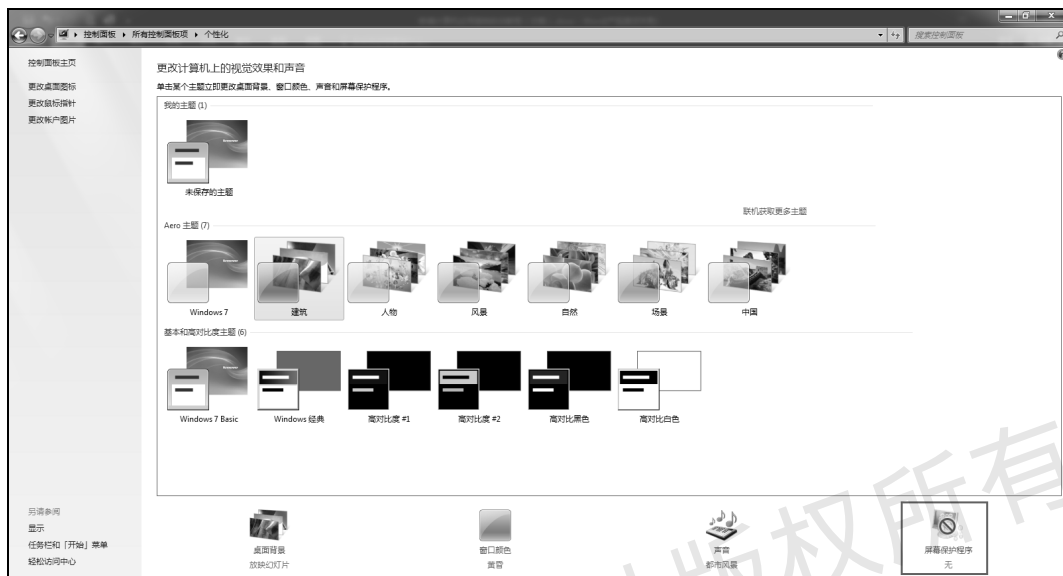 控制面板 ▸ 所有控制面板项 ▸ 个性化
搜索控制面板
控制面板主页
更改桌面图标
更改鼠标指针
更改帐户图片
更改计算机上的视觉效果和声音
单击某个主题立即更改桌面背景、窗口颜色、声音和屏幕保护程序。
我的主题 (1)
未保存的主题
联机获取更多主题
Aero 主题 (7)
Windows 7
建筑
人物
风景
自然
场景
中国
基本和高对比度主题 (6)
Windows 7 Basic
Windows 经典
高对比度 #1
高对比度 #2
高对比黑色
高对比白色
另请参阅
显示
任务栏和「开始」菜单
轻松访问中心
桌面背景
放映幻灯片
窗口颜色
黄昏
声音
都市风景
屏幕保护程序
无
版权所有